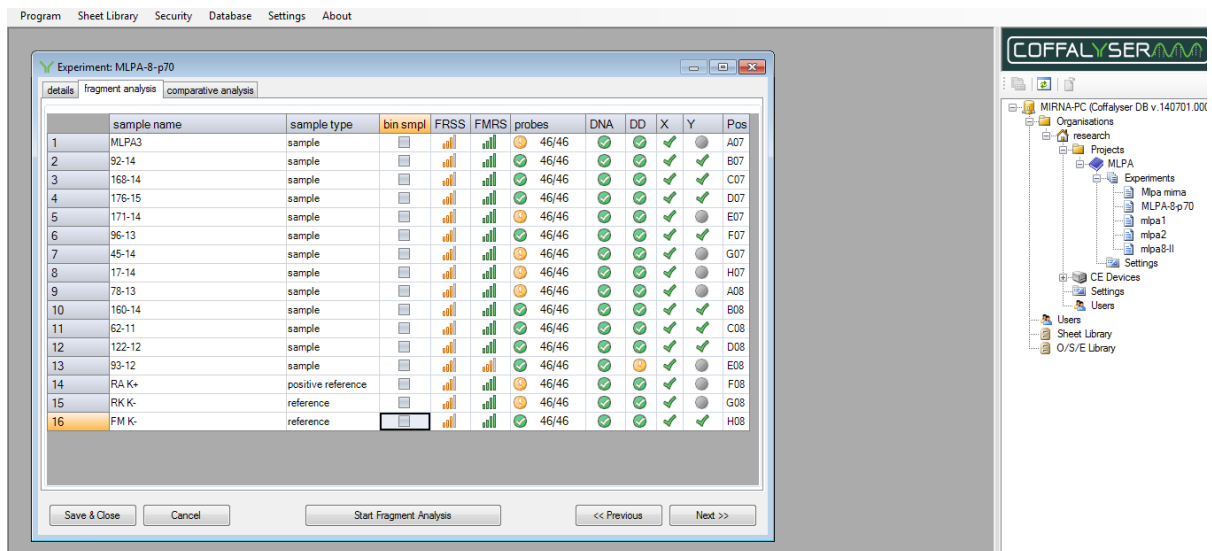 Program Sheet Library Security Database Settings About
Experiment: MLPA-8-p70
details fragment analysis comparative analysis
sample name sample type bin smpl FRSS FMRS probes DNA DD X Y Pos
1 MLPA3 sample 46/46 A07
2 92-14 sample 46/46 B07
3 168-14 sample 46/46 C07
4 176-15 sample 46/46 D07
5 171-14 sample 46/46 E07
6 96-13 sample 46/46 F07
7 45-14 sample 46/46 G07
8 17-14 sample 46/46 H07
9 78-13 sample 46/46 A08
10 160-14 sample 46/46 B08
11 62-11 sample 46/46 C08
12 122-12 sample 46/46 D08
13 93-12 sample 46/46 E08
14 RA K+ positive reference 46/46 F08
15 RK K- reference 46/46 G08
16 FM K- reference 46/46 H08
Save & Close Cancel Start Fragment Analysis << Previous Next >>
COFFALYSER
MIRNA-PC (Coffalyser DB v.140701.000
Organisations
research
Projects
MLPA
Experiments
Mlpa mirna
MLPA-8-p70
mlpa1
mlpa2
mlpa8-II
Settings
CE Devices
Settings
Users
Users
Sheet Library
O/S/E Library